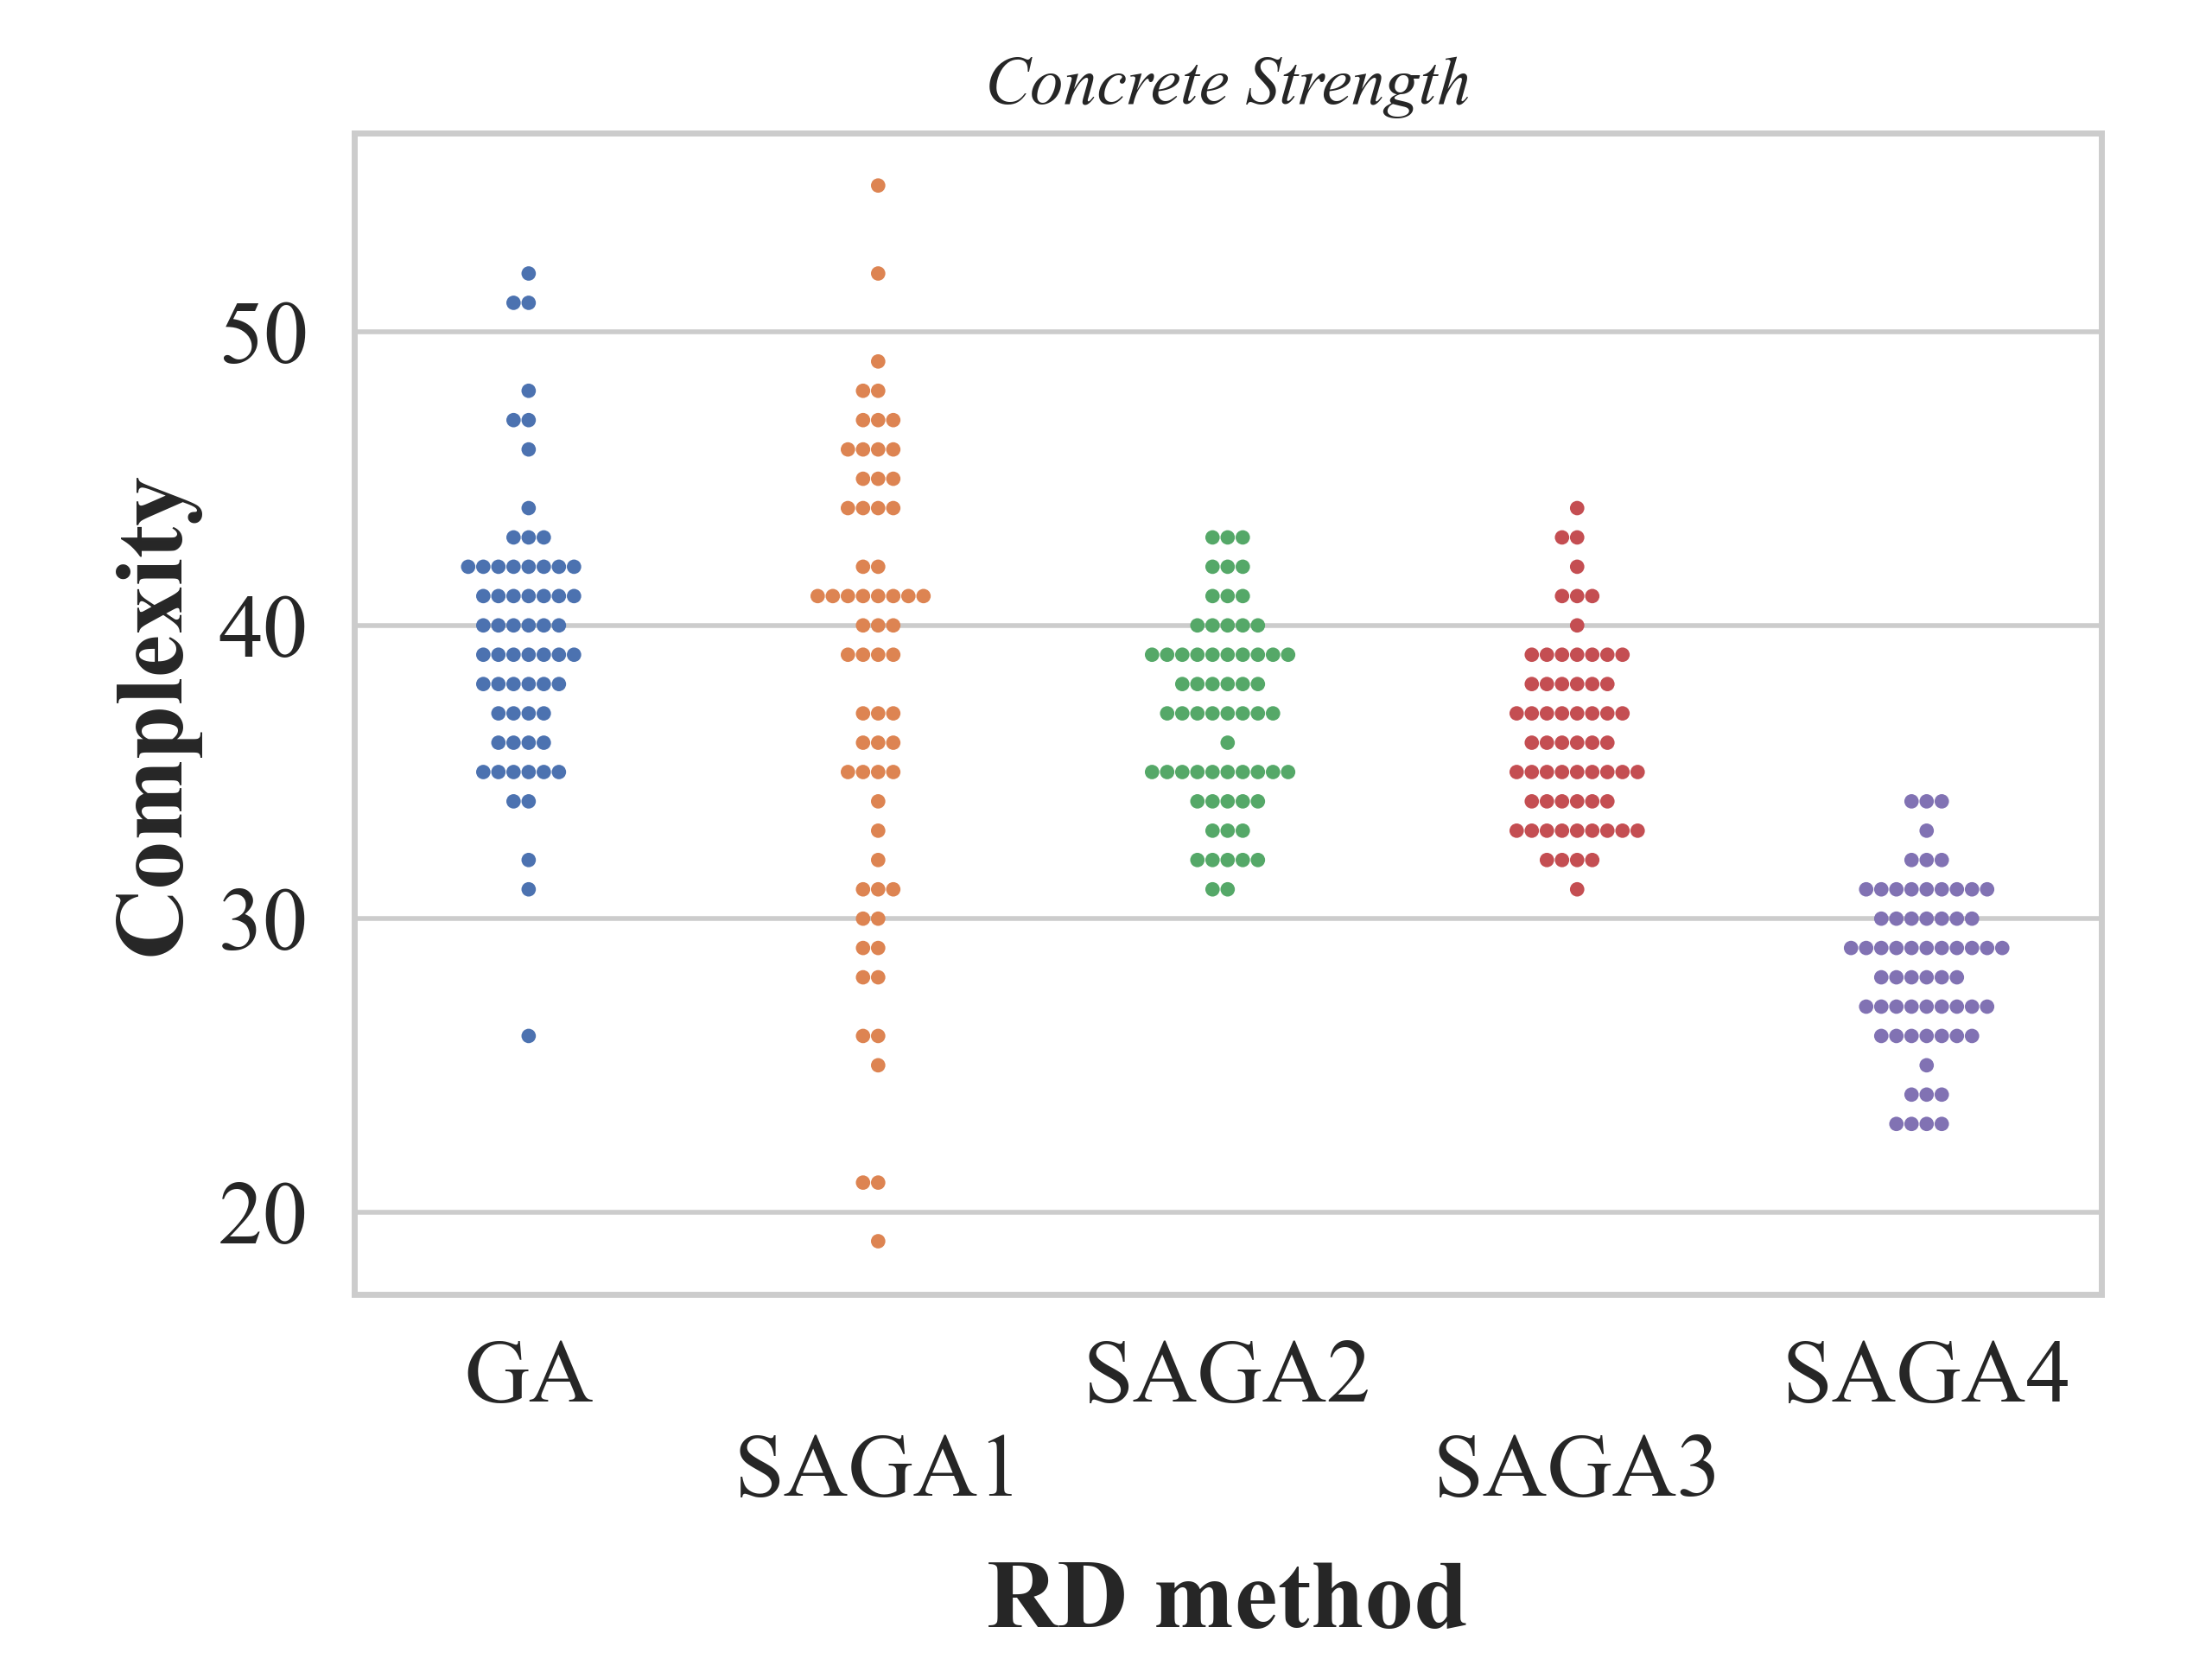 Concrete Strength
Complexity
50
40
30
20
GA
SAGA2
SAGA4
SAGA1
SAGA3
RD method